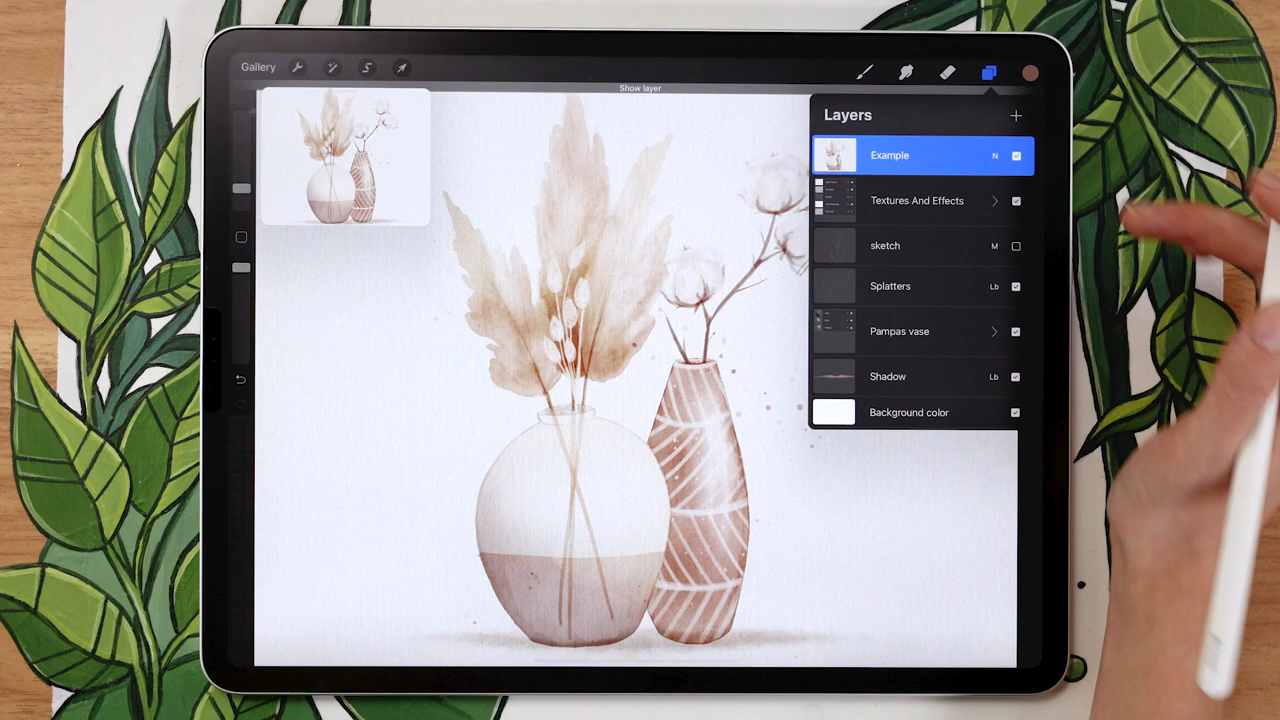 Gallery
Show layer
Layers
Example N
Textures And Effects
sketch M
Splatters Lb
Pampas vase
Shadow Lb
Background color